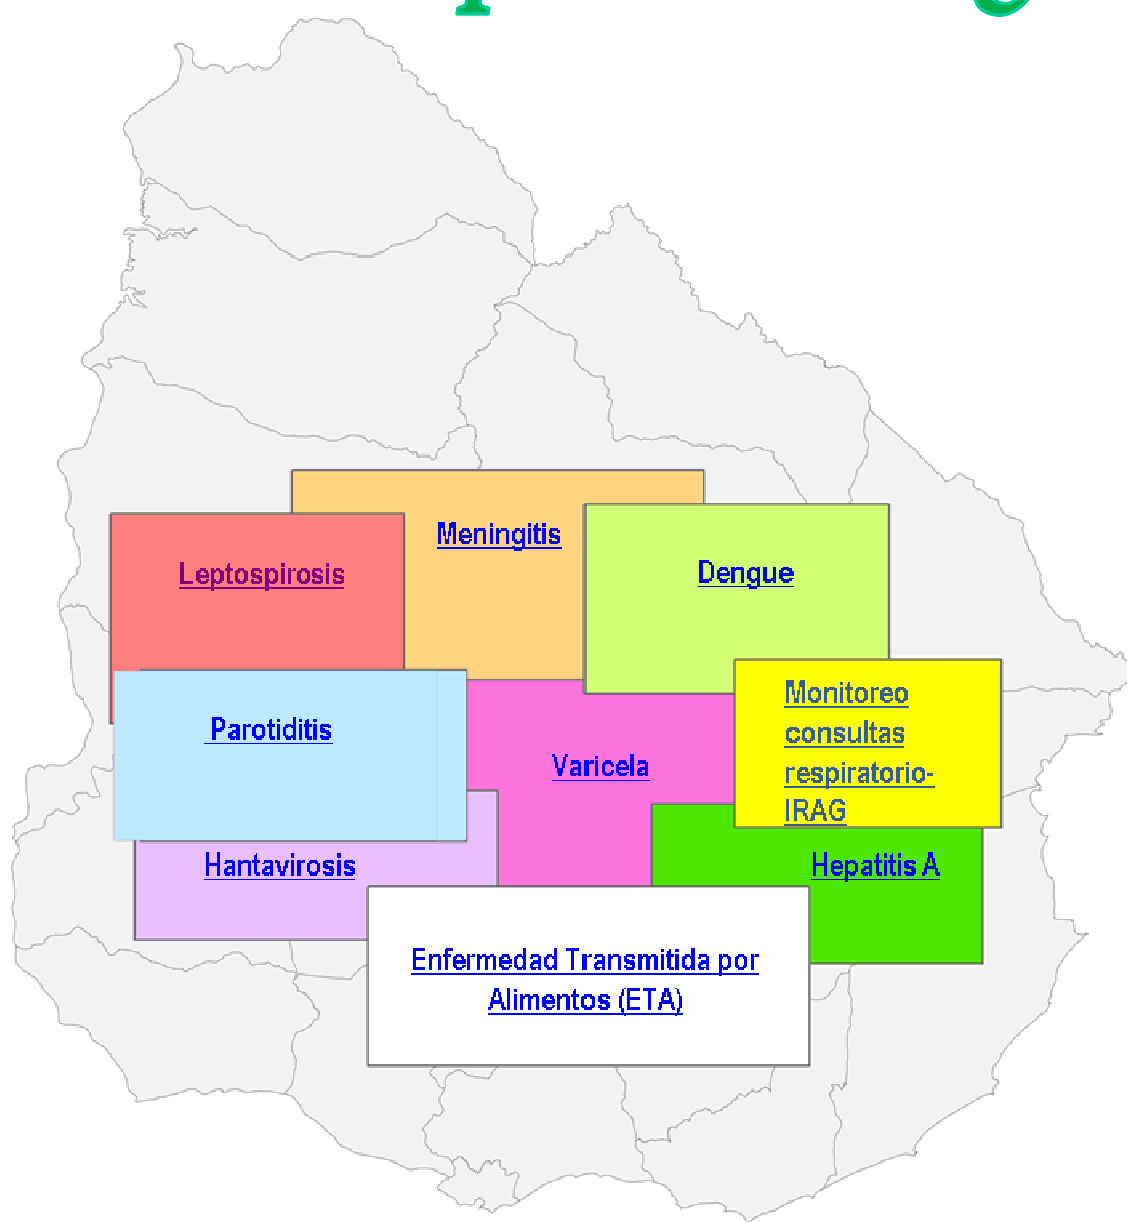 Meningitis
Leptospirosis
Dengue
Parotiditis
Varicela
Monitoreo
consultas
respiratorio-
IRAG
Hantavirosis
Hepatitis A
Enfermedad Transmitida por
Alimentos (ETA)